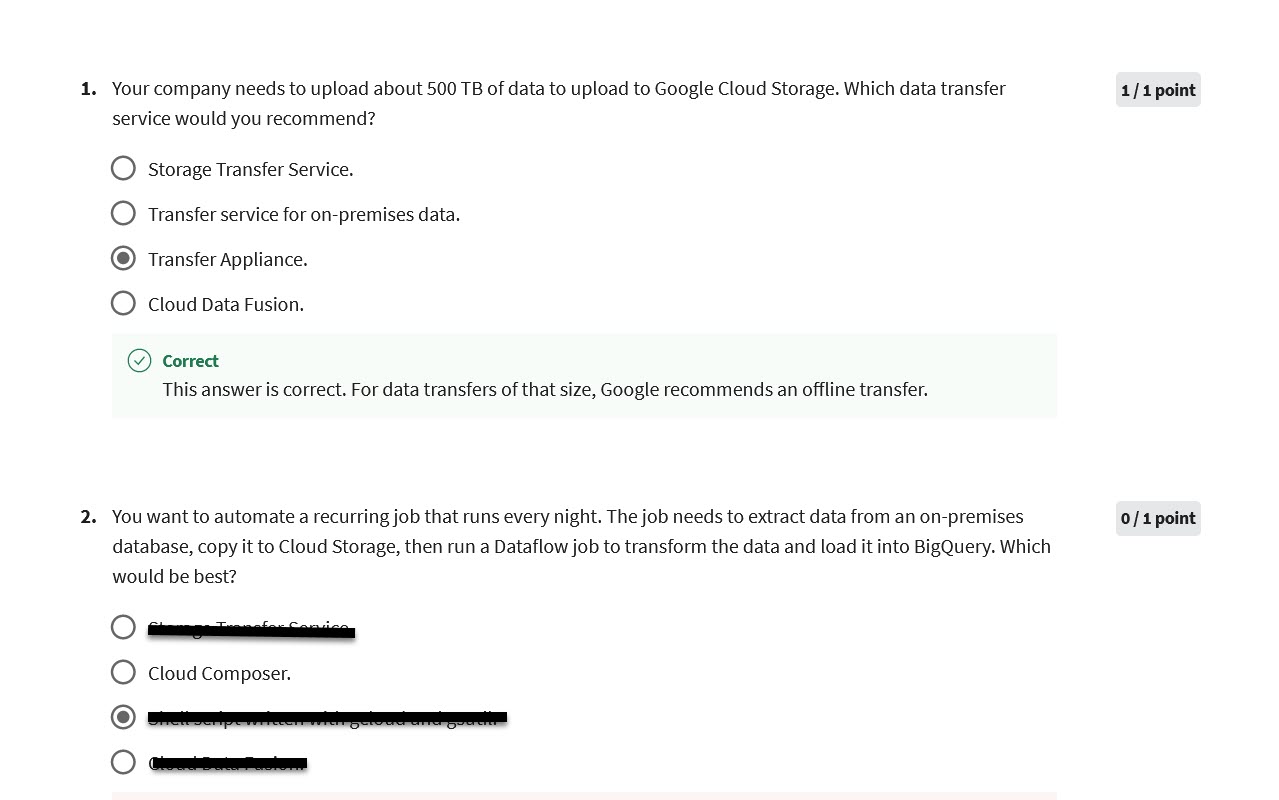 1. Your company needs to upload about 500 TB of data to upload to Google Cloud Storage. Which data transfer
service would you recommend?
1 / 1 point
Storage Transfer Service.
Transfer service for on-premises data.
Transfer Appliance.
Cloud Data Fusion.
Correct
This answer is correct. For data transfers of that size, Google recommends an offline transfer.
2. You want to automate a recurring job that runs every night. The job needs to extract data from an on-premises
database, copy it to Cloud Storage, then run a Dataflow job to transform the data and load it into BigQuery. Which
would be best?
0 / 1 point
Cloud Composer.